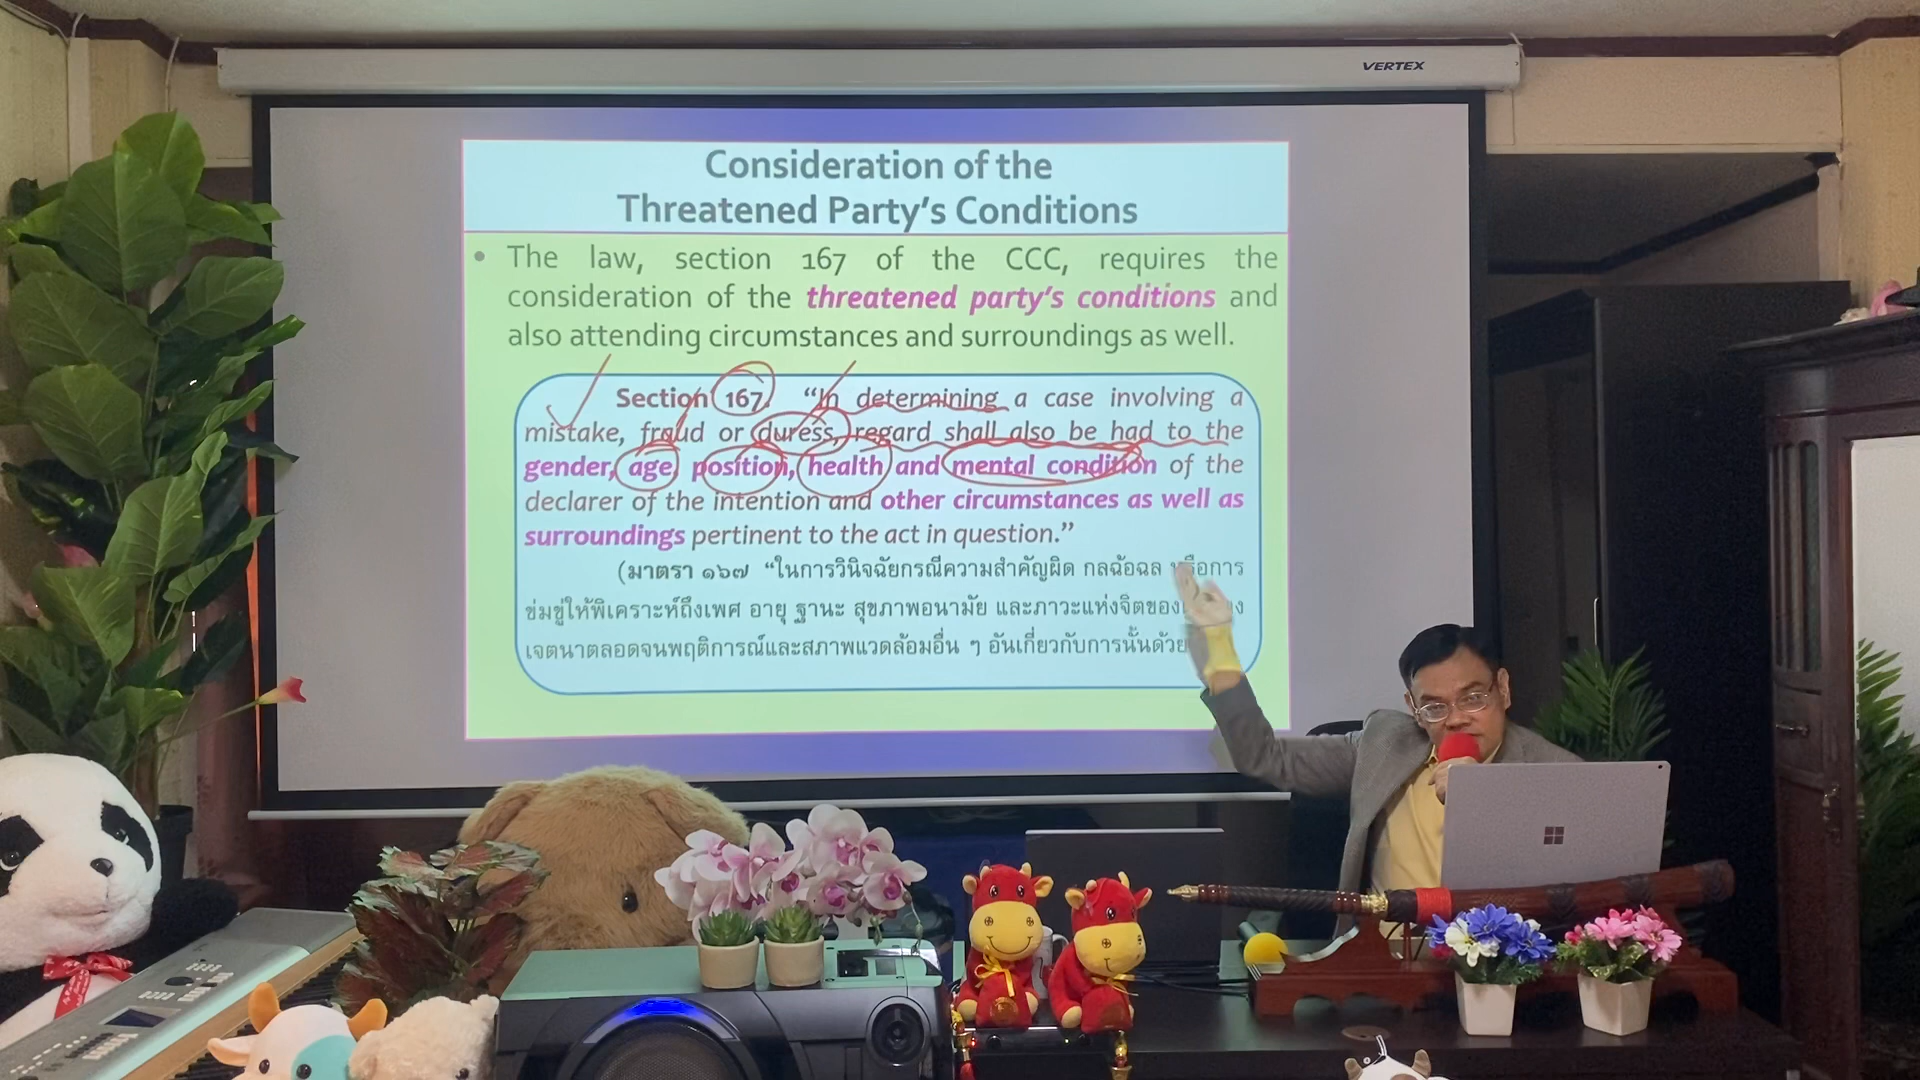 VERTEX
Consideration of the
Threatened Party's Conditions
• The law, section 167 of the CCC, requires the
consideration of the threatened party's conditions and
also attending circumstances and surroundings as well.
Section 167. "In determining a case involving a
mistake, fraud or duress, regard shall also be had to the
gender, age, position, health and mental condition of the
declarer of the intention and other circumstances as well as
surroundings pertinent to the act in question."
(มาตรา ๑๖๗ "ในการวินิจฉัยกรณีความสำคัญผิด กลฉ้อฉล หรือการ
ข่มขู่ให้พิเคราะห์ถึงเพศ อายุ ฐานะ สุขภาพอนามัย และภาวะแห่งจิตของ
เจตนาตลอดจนพฤติการณ์และสภาพแวดล้อมอื่น ๆ อันเกี่ยวกับการนั้นด้วย